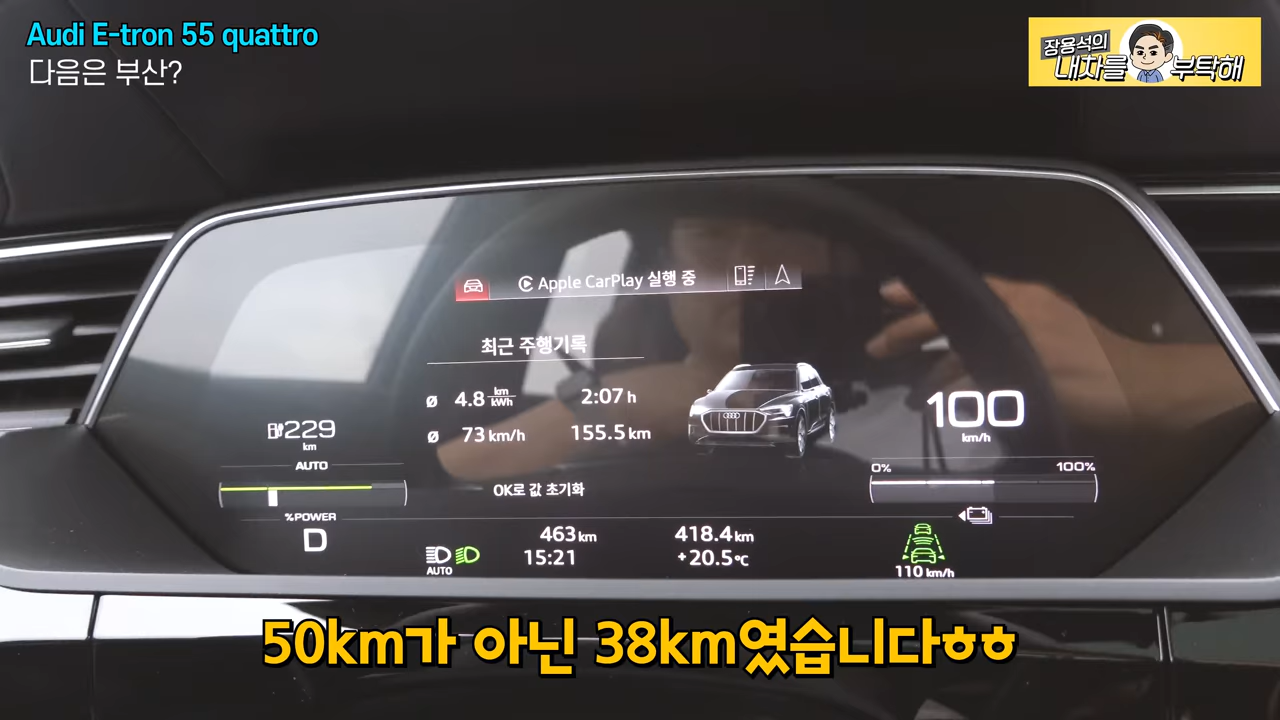 Audi E-tron 55 quattro
다음은 부산?
장용석의
내차를 부탁해
Apple CarPlay 실행 중
최근 주행기록
ø 4.8 km/kWh 2:07 h
ø 73 km/h 155.5 km
OK로 값 초기화
229
km
AUTO
%POWER
D
100
km/h
0% 100%
463 km 418.4 km
15:21 +20.5 °C
AUTO
110 km/h
50km가 아닌 38km였습니다ㅎㅎ